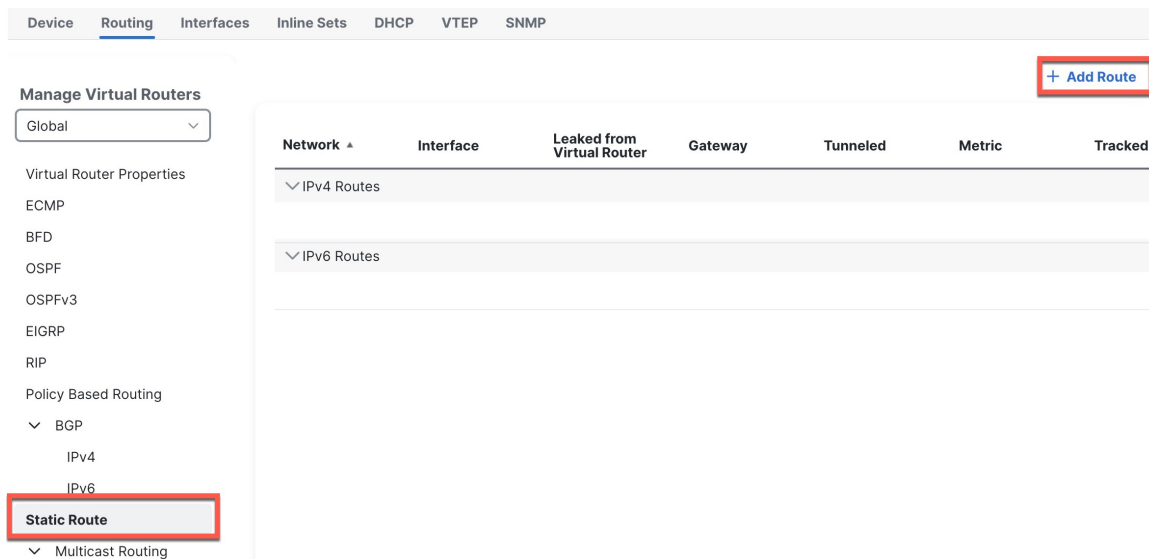 Device Routing Interfaces Inline Sets DHCP VTEP SNMP
+ Add Route
Manage Virtual Routers
Global
Network Interface Leaked from Virtual Router Gateway Tunneled Metric Tracked
Virtual Router Properties
IPv4 Routes
ECMP
BFD
IPv6 Routes
OSPF
OSPFv3
EIGRP
RIP
Policy Based Routing
BGP
IPv4
IPv6
Static Route
Multicast Routing